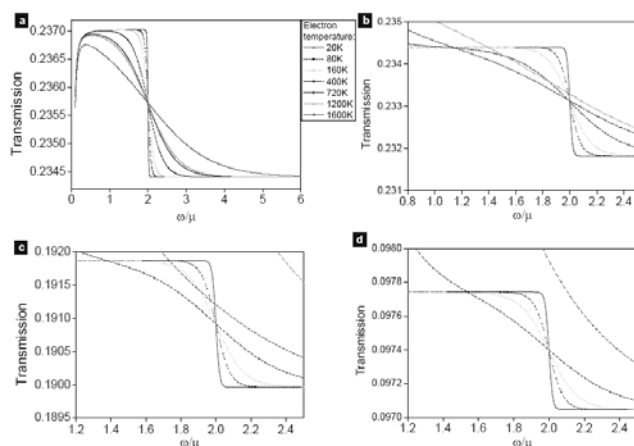 a
Transmission
0.2370
0.2365
0.2360
0.2355
0.2350
0.2345
0 1 2 3 4 5 6
ω/μ
Electron
temperature:
20K
80K
160K
400K
720K
1200K
1600K
b
Transmission
0.235
0.234
0.233
0.232
0.231
0.8 1.0 1.2 1.4 1.6 1.8 2.0 2.2 2.4
ω/μ
c
Transmission
0.1920
0.1915
0.1910
0.1905
0.1900
0.1895
1.2 1.4 1.6 1.8 2.0 2.2 2.4
ω/μ
d
Transmission
0.0980
0.0978
0.0976
0.0974
0.0972
0.0970
1.2 1.4 1.6 1.8 2.0 2.2 2.4
ω/μ